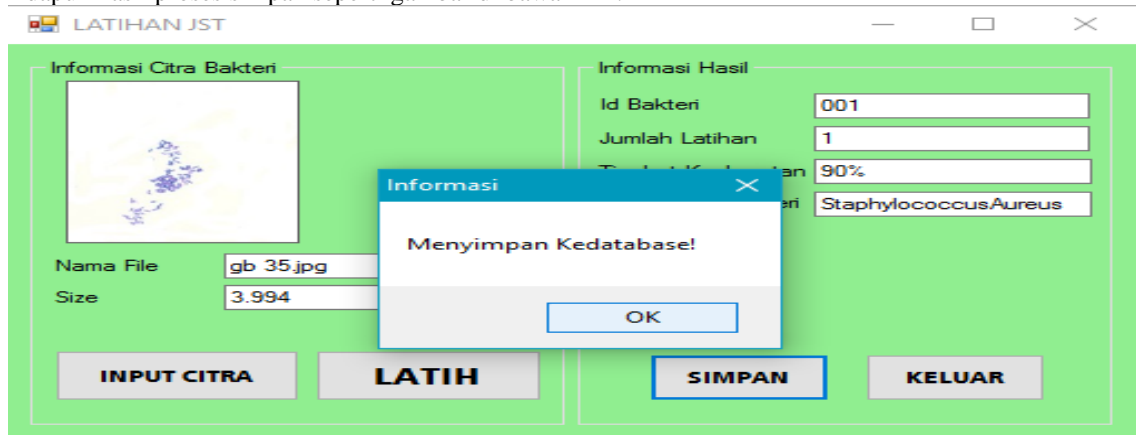 LATIHAN JST
Informasi Citra Bakteri
Nama File gb 35.jpg
Size 3.994
INPUT CITRA LATIH
Informasi Hasil
Id Bakteri 001
Jumlah Latihan 1
90%
StaphylococcusAureus
SIMPAN KELUAR
Informasi
Menyimpan Kedatabase!
OK